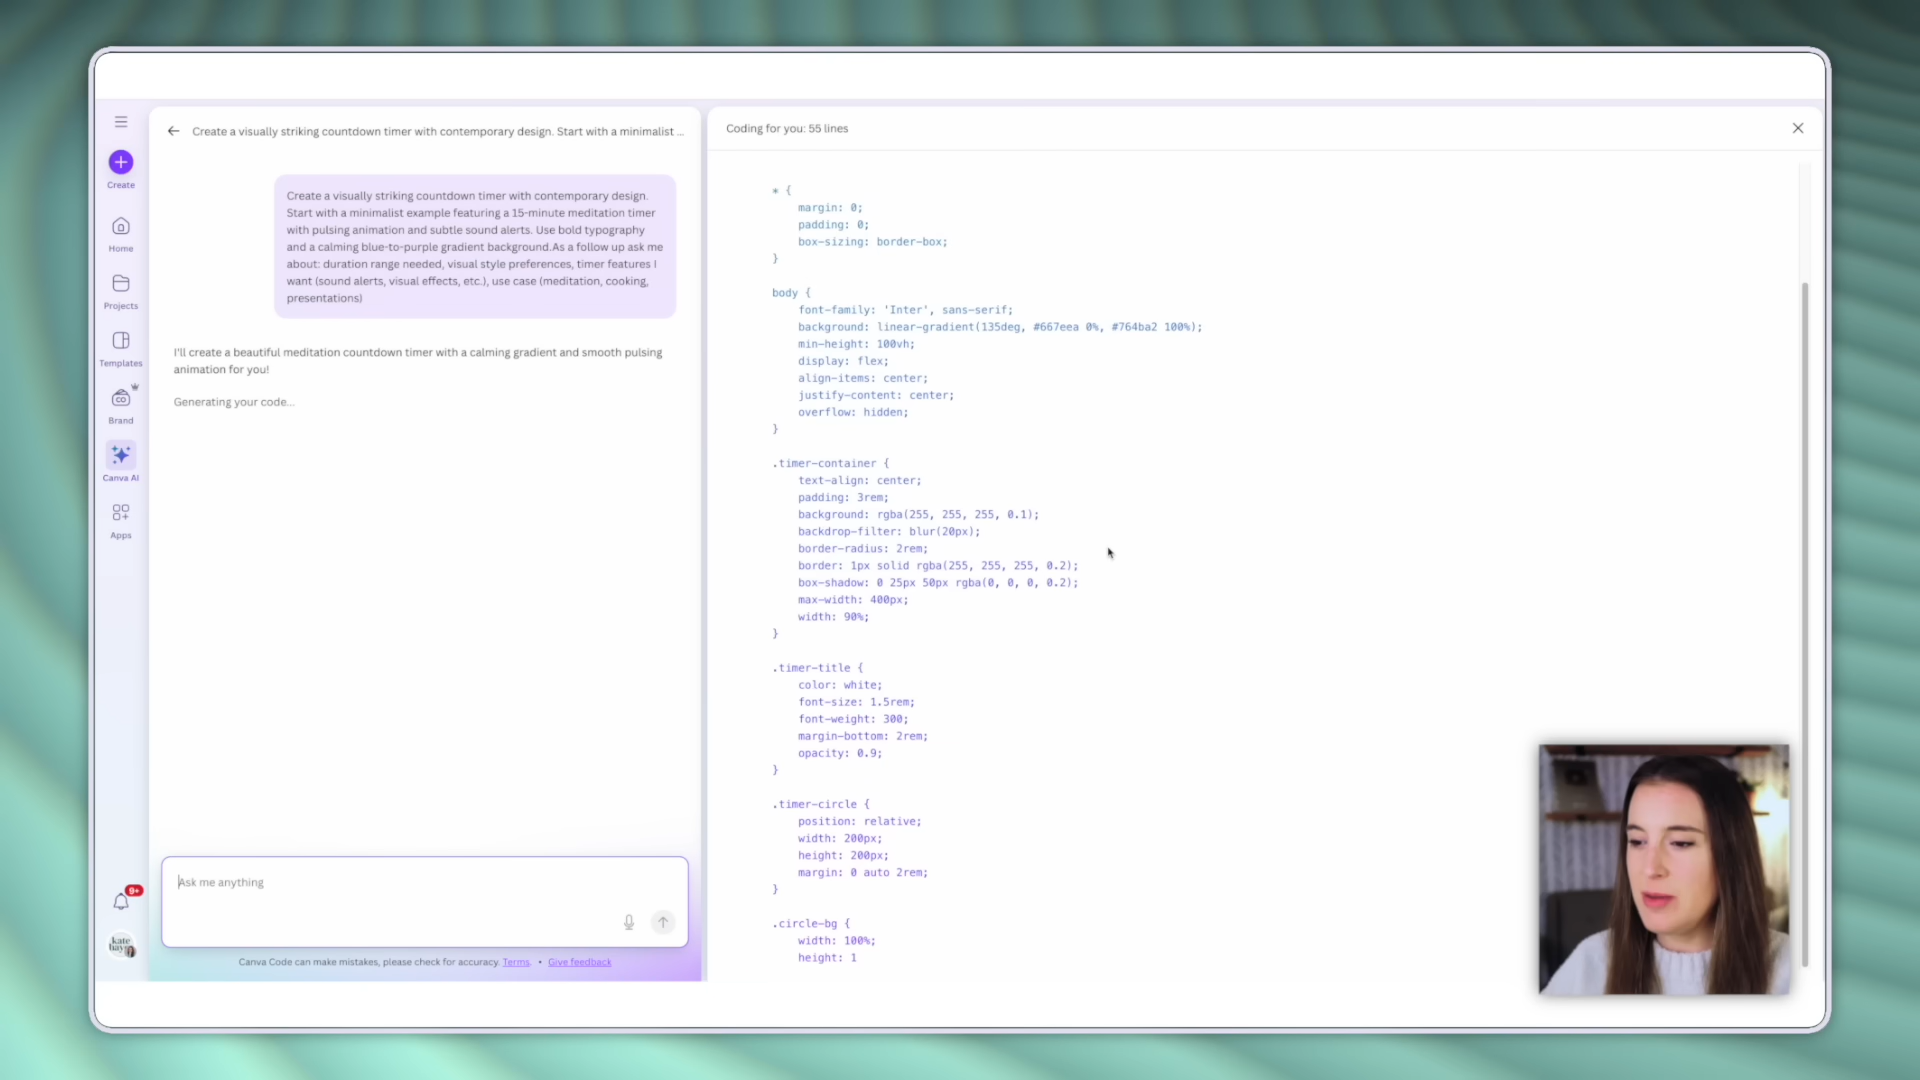 Create
Home
Projects
Templates
Brand
Canva AI
Apps
9+
kate
Create a visually striking countdown timer with contemporary design. Start with a minimalist ...
Create a visually striking countdown timer with contemporary design.
Start with a minimalist example featuring a 15-minute meditation timer
with pulsing animation and subtle sound alerts. Use bold typography
and a calming blue-to-purple gradient background.As a follow up ask me
about: duration range needed, visual style preferences, timer features I
want (sound alerts, visual effects, etc.), use case (meditation, cooking,
presentations)
I'll create a beautiful meditation countdown timer with a calming gradient and smooth pulsing
animation for you!
Generating your code...
Ask me anything
Canva Code can make mistakes, please check for accuracy. Terms. • Give feedback
Coding for you: 55 lines
* {
margin: 0;
padding: 0;
box-sizing: border-box;
}
body {
font-family: 'Inter', sans-serif;
background: linear-gradient(135deg, #667eea 0%, #764ba2 100%);
min-height: 100vh;
display: flex;
align-items: center;
justify-content: center;
overflow: hidden;
}
.timer-container {
text-align: center;
padding: 3rem;
background: rgba(255, 255, 255, 0.1);
backdrop-filter: blur(20px);
border-radius: 2rem;
border: 1px solid rgba(255, 255, 255, 0.2);
box-shadow: 0 25px 50px rgba(0, 0, 0, 0.2);
max-width: 400px;
width: 90%;
}
.timer-title {
color: white;
font-size: 1.5rem;
font-weight: 300;
margin-bottom: 2rem;
opacity: 0.9;
}
.timer-circle {
position: relative;
width: 200px;
height: 200px;
margin: 0 auto 2rem;
}
.circle-bg {
width: 100%;
height: 1